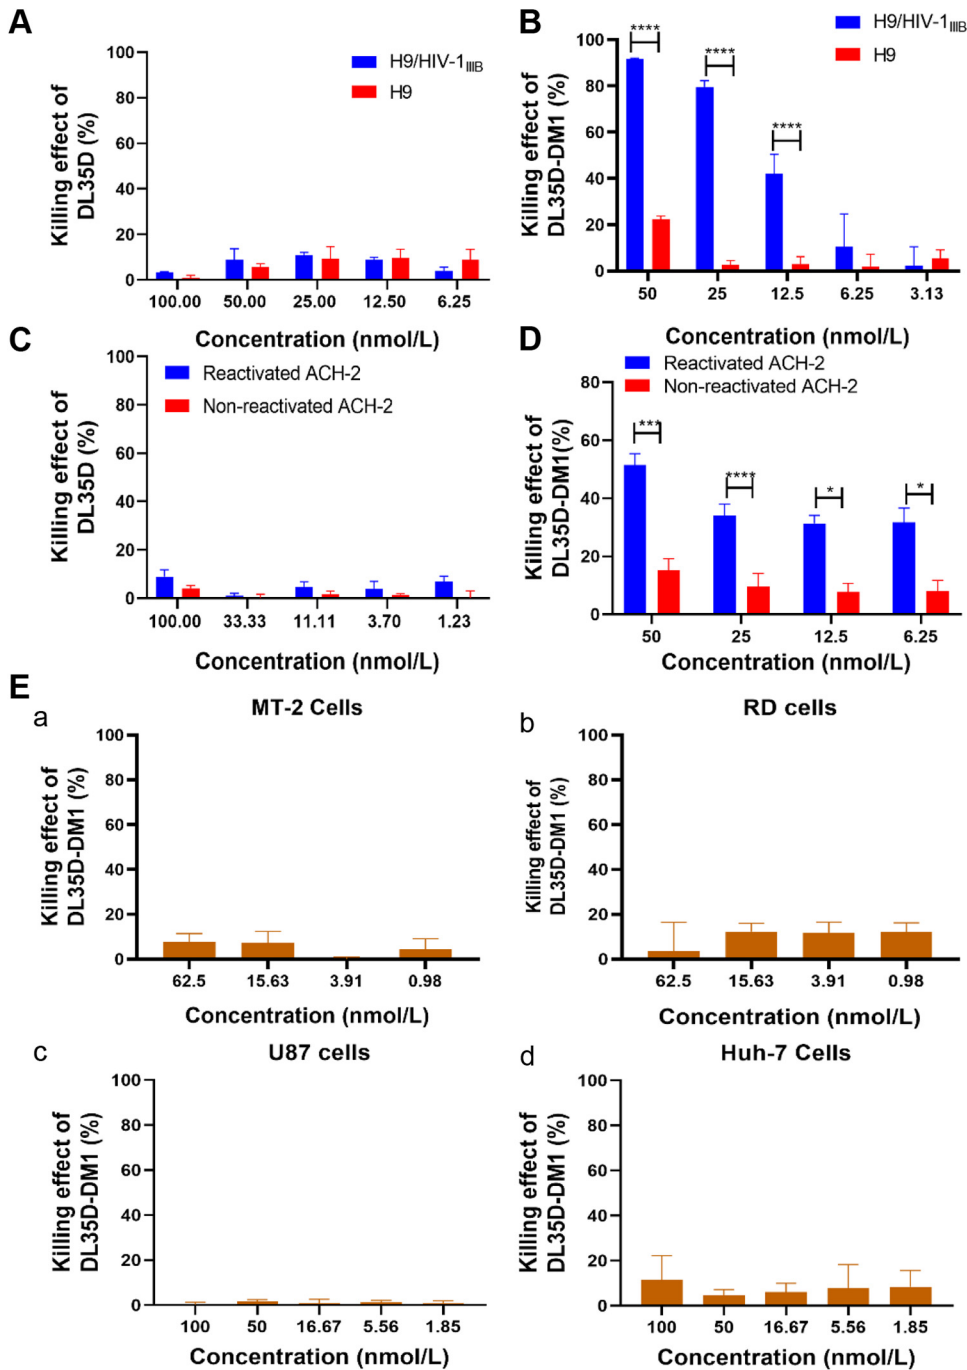 A
Killing effect of
DL35D (%)
100
80
60
40
20
0
H9/HIV-1IIIB
H9
100.00 50.00 25.00 12.50 6.25
Concentration (nmol/L)
B
Killing effect of
DL35D-DM1 (%)
100
80
60
40
20
0
H9/HIV-1IIIB
H9
****
****
****
50 25 12.5 6.25 3.13
Concentration (nmol/L)
C
Killing effect of
DL35D (%)
100
80
60
40
20
0
Reactivated ACH-2
Non-reactivated ACH-2
100.00 33.33 11.11 3.70 1.23
Concentration (nmol/L)
D
Killing effect of
DL35D-DM1(%)
80
60
40
20
0
Reactivated ACH-2
Non-reactivated ACH-2
***
****
*
*
50 25 12.5 6.25
Concentration (nmol/L)
E
a
MT-2 Cells
Killing effect of
DL35D-DM1 (%)
100
80
60
40
20
0
62.5 15.63 3.91 0.98
Concentration (nmol/L)
b
RD cells
Killing effect of
DL35D-DM1 (%)
100
80
60
40
20
0
62.5 15.63 3.91 0.98
Concentration (nmol/L)
c
U87 cells
Killing effect of
DL35D-DM1 (%)
100
80
60
40
20
0
100 50 16.67 5.56 1.85
Concentration (nmol/L)
d
Huh-7 Cells
Killing effect of
DL35D-DM1 (%)
100
80
60
40
20
0
100 50 16.67 5.56 1.85
Concentration (nmol/L)